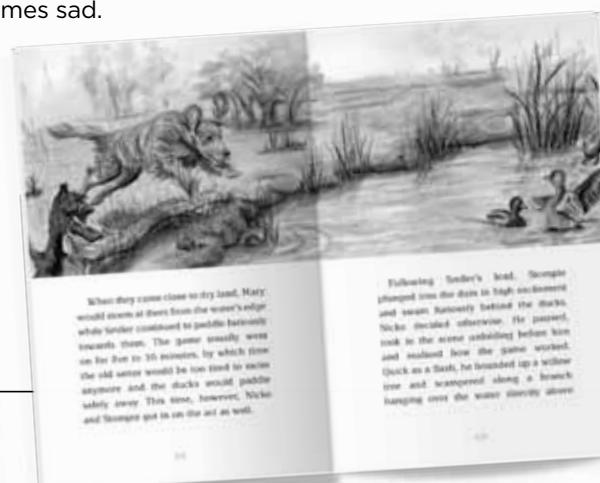 mes sad.
When they came close to dry land, Mary
would at them from the water's edge
while continued to paddle furiously
towards them. The game usually went
on for five to 10 minutes, by which time
the old setter would be too tired to swim
anymore and the ducks would paddle
safely away. This time, however, Nicko
and Stompie got in on the act as well.
Following lead, Stompie
plunged into the dam in high excitement
and swam furiously behind the ducks.
Nicko decided otherwise. He paused,
took in the scene unfolding before him
and realised how the game worked.
Quick as a flash, he bounded up a willow
tree and scampered along a branch
hanging over the water directly above